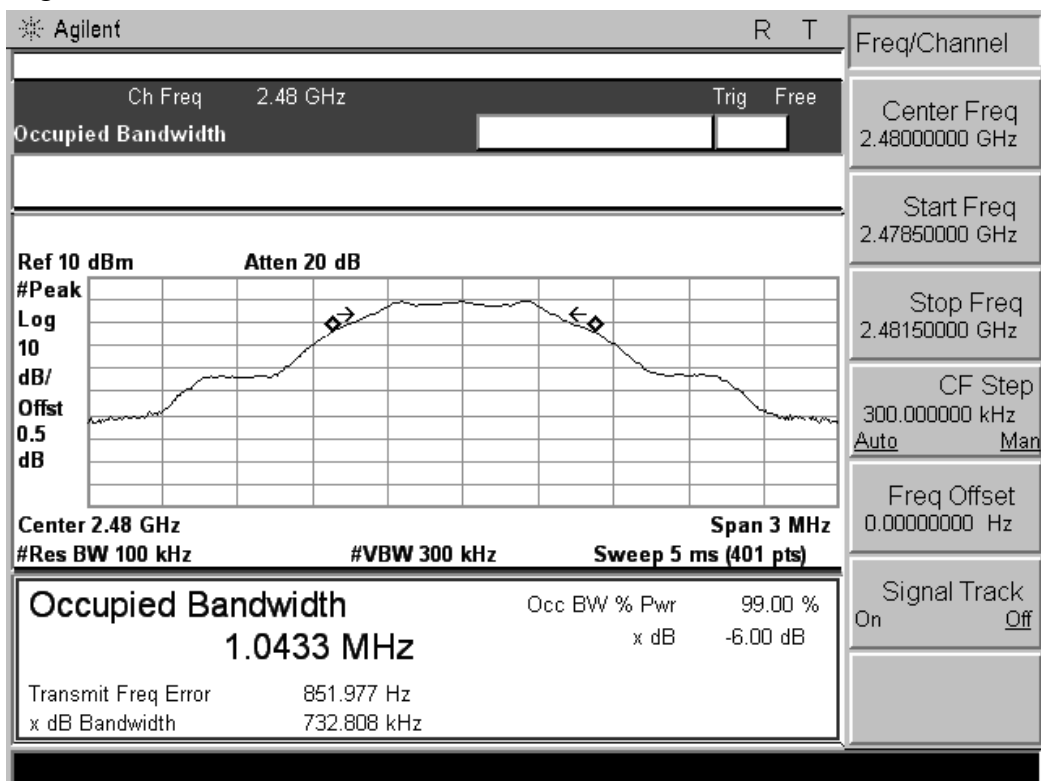 Agilent R T
Freq/Channel
Ch Freq 2.48 GHz Trig Free
Occupied Bandwidth
Center Freq
2.48000000 GHz
Start Freq
2.47850000 GHz
Stop Freq
2.48150000 GHz
CF Step
300.000000 kHz
Auto Man
Freq Offset
0.00000000 Hz
Signal Track
On Off
Ref 10 dBm Atten 20 dB
#Peak
Log
10
dB/
Offst
0.5
dB
Center 2.48 GHz Span 3 MHz
#Res BW 100 kHz #VBW 300 kHz Sweep 5 ms (401 pts)
Occupied Bandwidth
1.0433 MHz
Occ BW % Pwr 99.00 %
x dB -6.00 dB
Transmit Freq Error 851.977 Hz
x dB Bandwidth 732.808 kHz